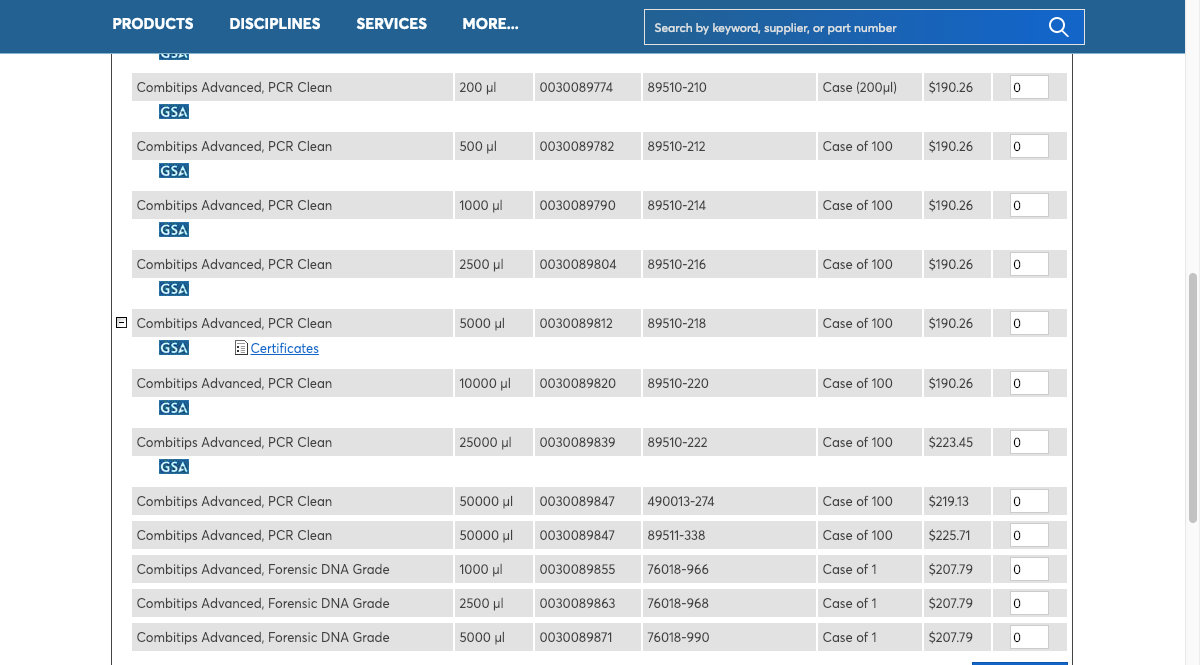 PRODUCTS DISCIPLINES SERVICES MORE... Search by keyword, supplier, or part number
GSA
Combitips Advanced, PCR Clean 200 µl 0030089774 89510-210 Case (200µl) $190.26 0
GSA
Combitips Advanced, PCR Clean 500 µl 0030089782 89510-212 Case of 100 $190.26 0
GSA
Combitips Advanced, PCR Clean 1000 µl 0030089790 89510-214 Case of 100 $190.26 0
GSA
Combitips Advanced, PCR Clean 2500 µl 0030089804 89510-216 Case of 100 $190.26 0
GSA
Combitips Advanced, PCR Clean 5000 µl 0030089812 89510-218 Case of 100 $190.26 0
GSA Certificates
Combitips Advanced, PCR Clean 10000 µl 0030089820 89510-220 Case of 100 $190.26 0
GSA
Combitips Advanced, PCR Clean 25000 µl 0030089839 89510-222 Case of 100 $223.45 0
GSA
Combitips Advanced, PCR Clean 50000 µl 0030089847 490013-274 Case of 100 $219.13 0
Combitips Advanced, PCR Clean 50000 µl 0030089847 89511-338 Case of 100 $225.71 0
Combitips Advanced, Forensic DNA Grade 1000 µl 0030089855 76018-966 Case of 1 $207.79 0
Combitips Advanced, Forensic DNA Grade 2500 µl 0030089863 76018-968 Case of 1 $207.79 0
Combitips Advanced, Forensic DNA Grade 5000 µl 0030089871 76018-990 Case of 1 $207.79 0